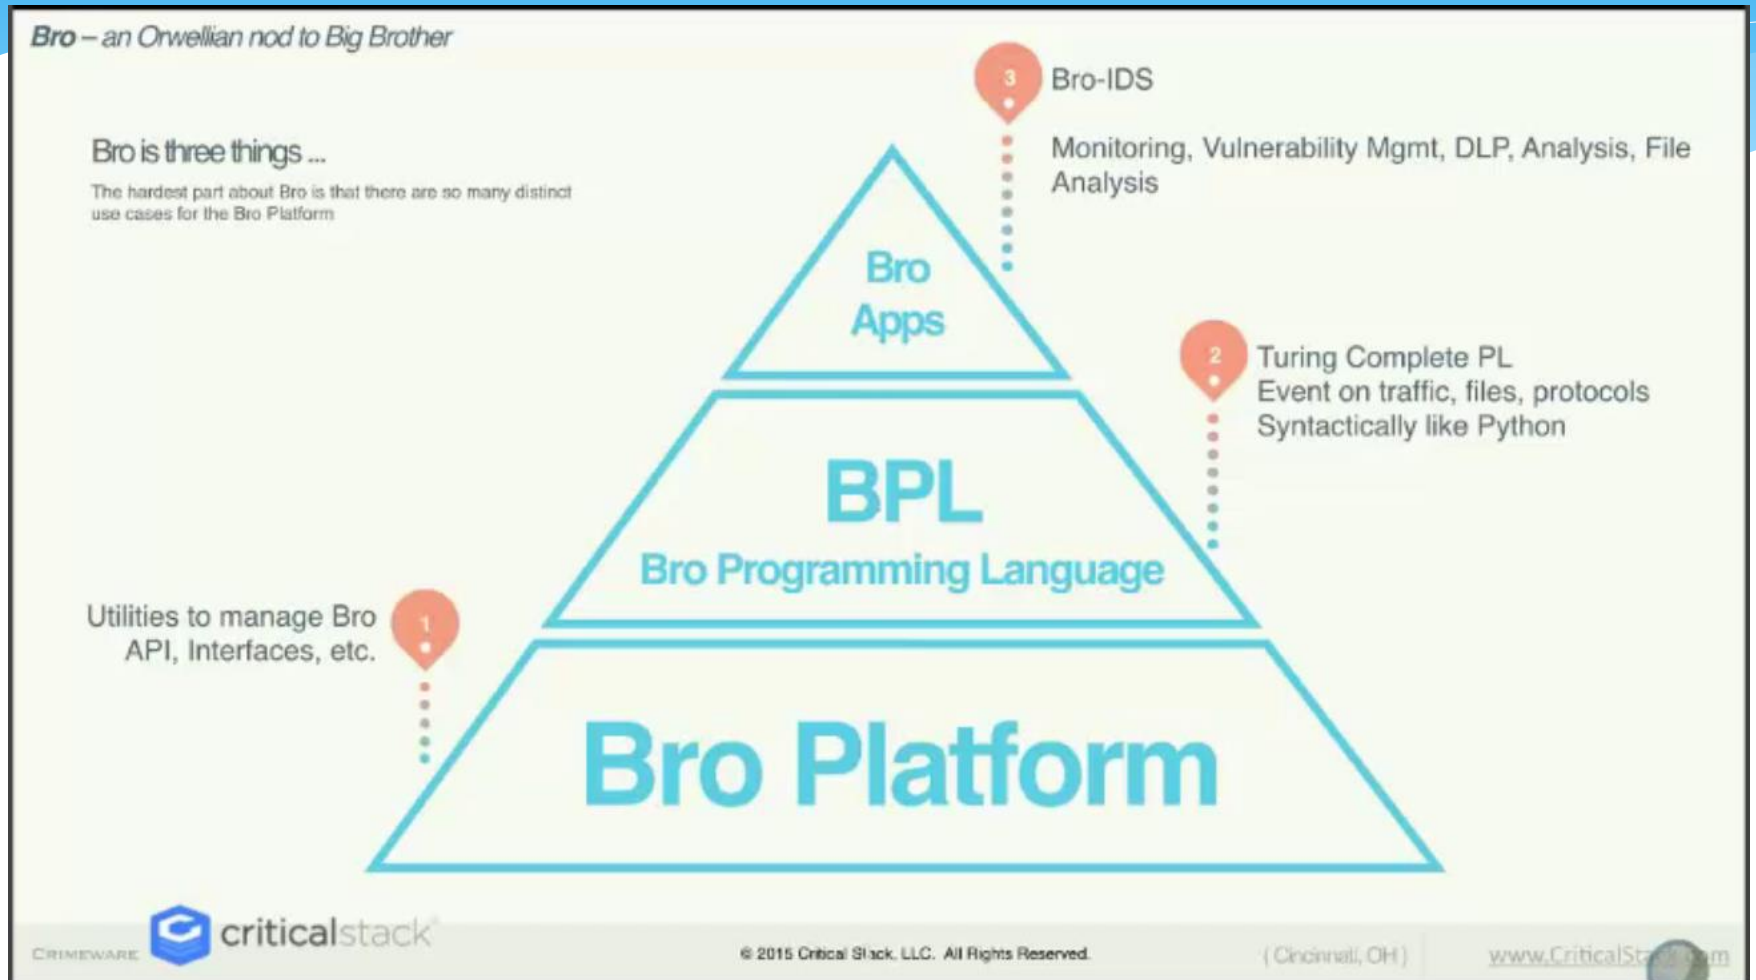 Bro – an Orwellian nod to Big Brother
Bro is three things ...
The hardest part about Bro is that there are so many distinct
use cases for the Bro Platform
3
Bro-IDS
Monitoring, Vulnerability Mgmt, DLP, Analysis, File
Analysis
Bro
Apps
2
Turing Complete PL
Event on traffic, files, protocols
Syntactically like Python
BPL
Bro Programming Language
1
Utilities to manage Bro
API, Interfaces, etc.
Bro Platform
CRIMEWARE
criticalstack
© 2015 Critical Stack, LLC. All Rights Reserved.
( Cincinnati, OH )
www.CriticalStack.com